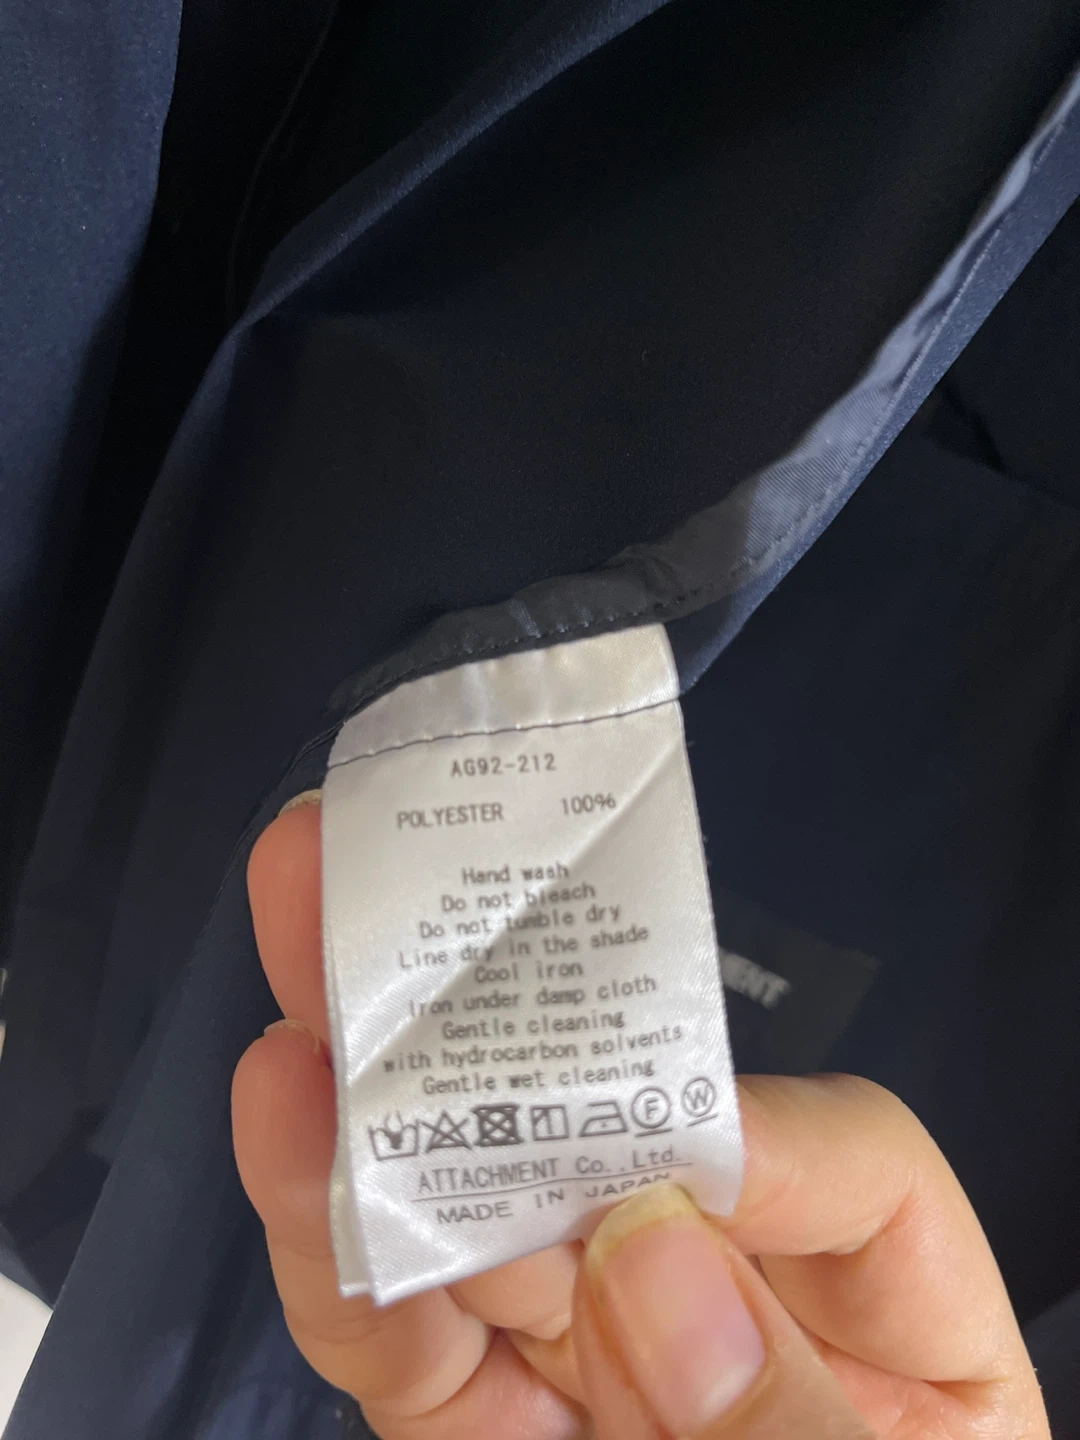 AG92-212
POLYESTER 100%
Hand wash
Do not bleach
Do not tumble dry
Line dry in the shade
Cool iron
Iron under damp cloth
Gentle cleaning
with hydrocarbon solvents
Gentle wet cleaning
F W
ATTACHMENT Co.,Ltd.
MADE IN JAPAN
MENT